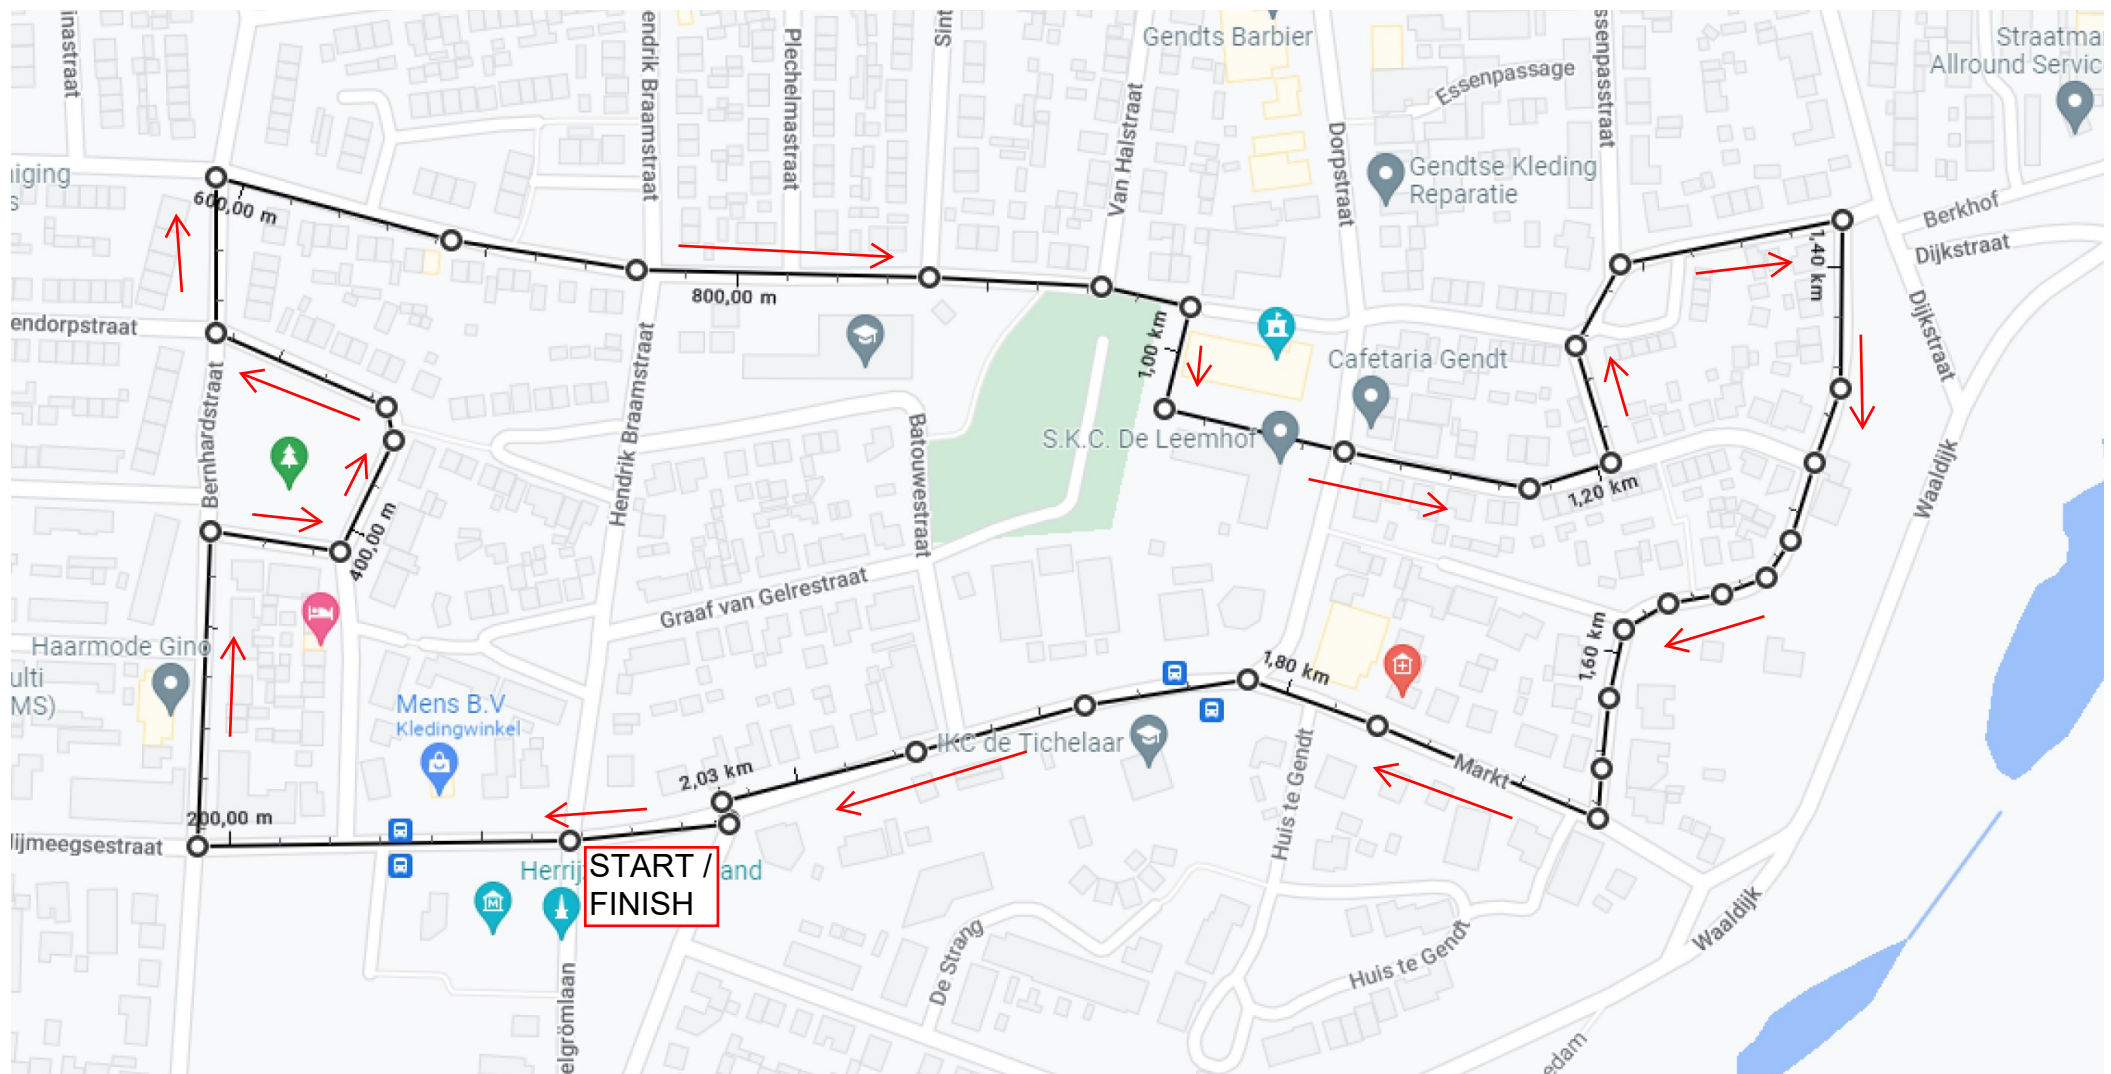 Gendts Barbier
Straatma
Allround Servic
Essenpassage
Plechelmastraat
endrik Braamstraat
Van Halstraat
Dorpstraat
ssenpasstraat
inastraat
Sint
iging
s
Gendtse Kleding
Reparatie
Berkhof
Dijkstraat
600,00 m
800,00 m
1,00 km
1,40 km
endorpstraat
Dijkstraat
Cafetaria Gendt
Bernhardstraat
Hendrik Braamstraat
Batouwestraat
S.K.C. De Leemhof
Waaldijk
1,20 km
400,00 m
Graaf van Gelrestraat
Haarmode Gino
ulti
MS)
1,60 km
1,80 km
Mens B.V
Kledingwinkel
IKC de Tichelaar
Markt
2,03 km
Huis te Gendt
200,00 m
lijmeegsestraat
Herrij
and
START /
FINISH
De Strang
Huis te Gendt
Waaldijk
elgrömlaan
edam